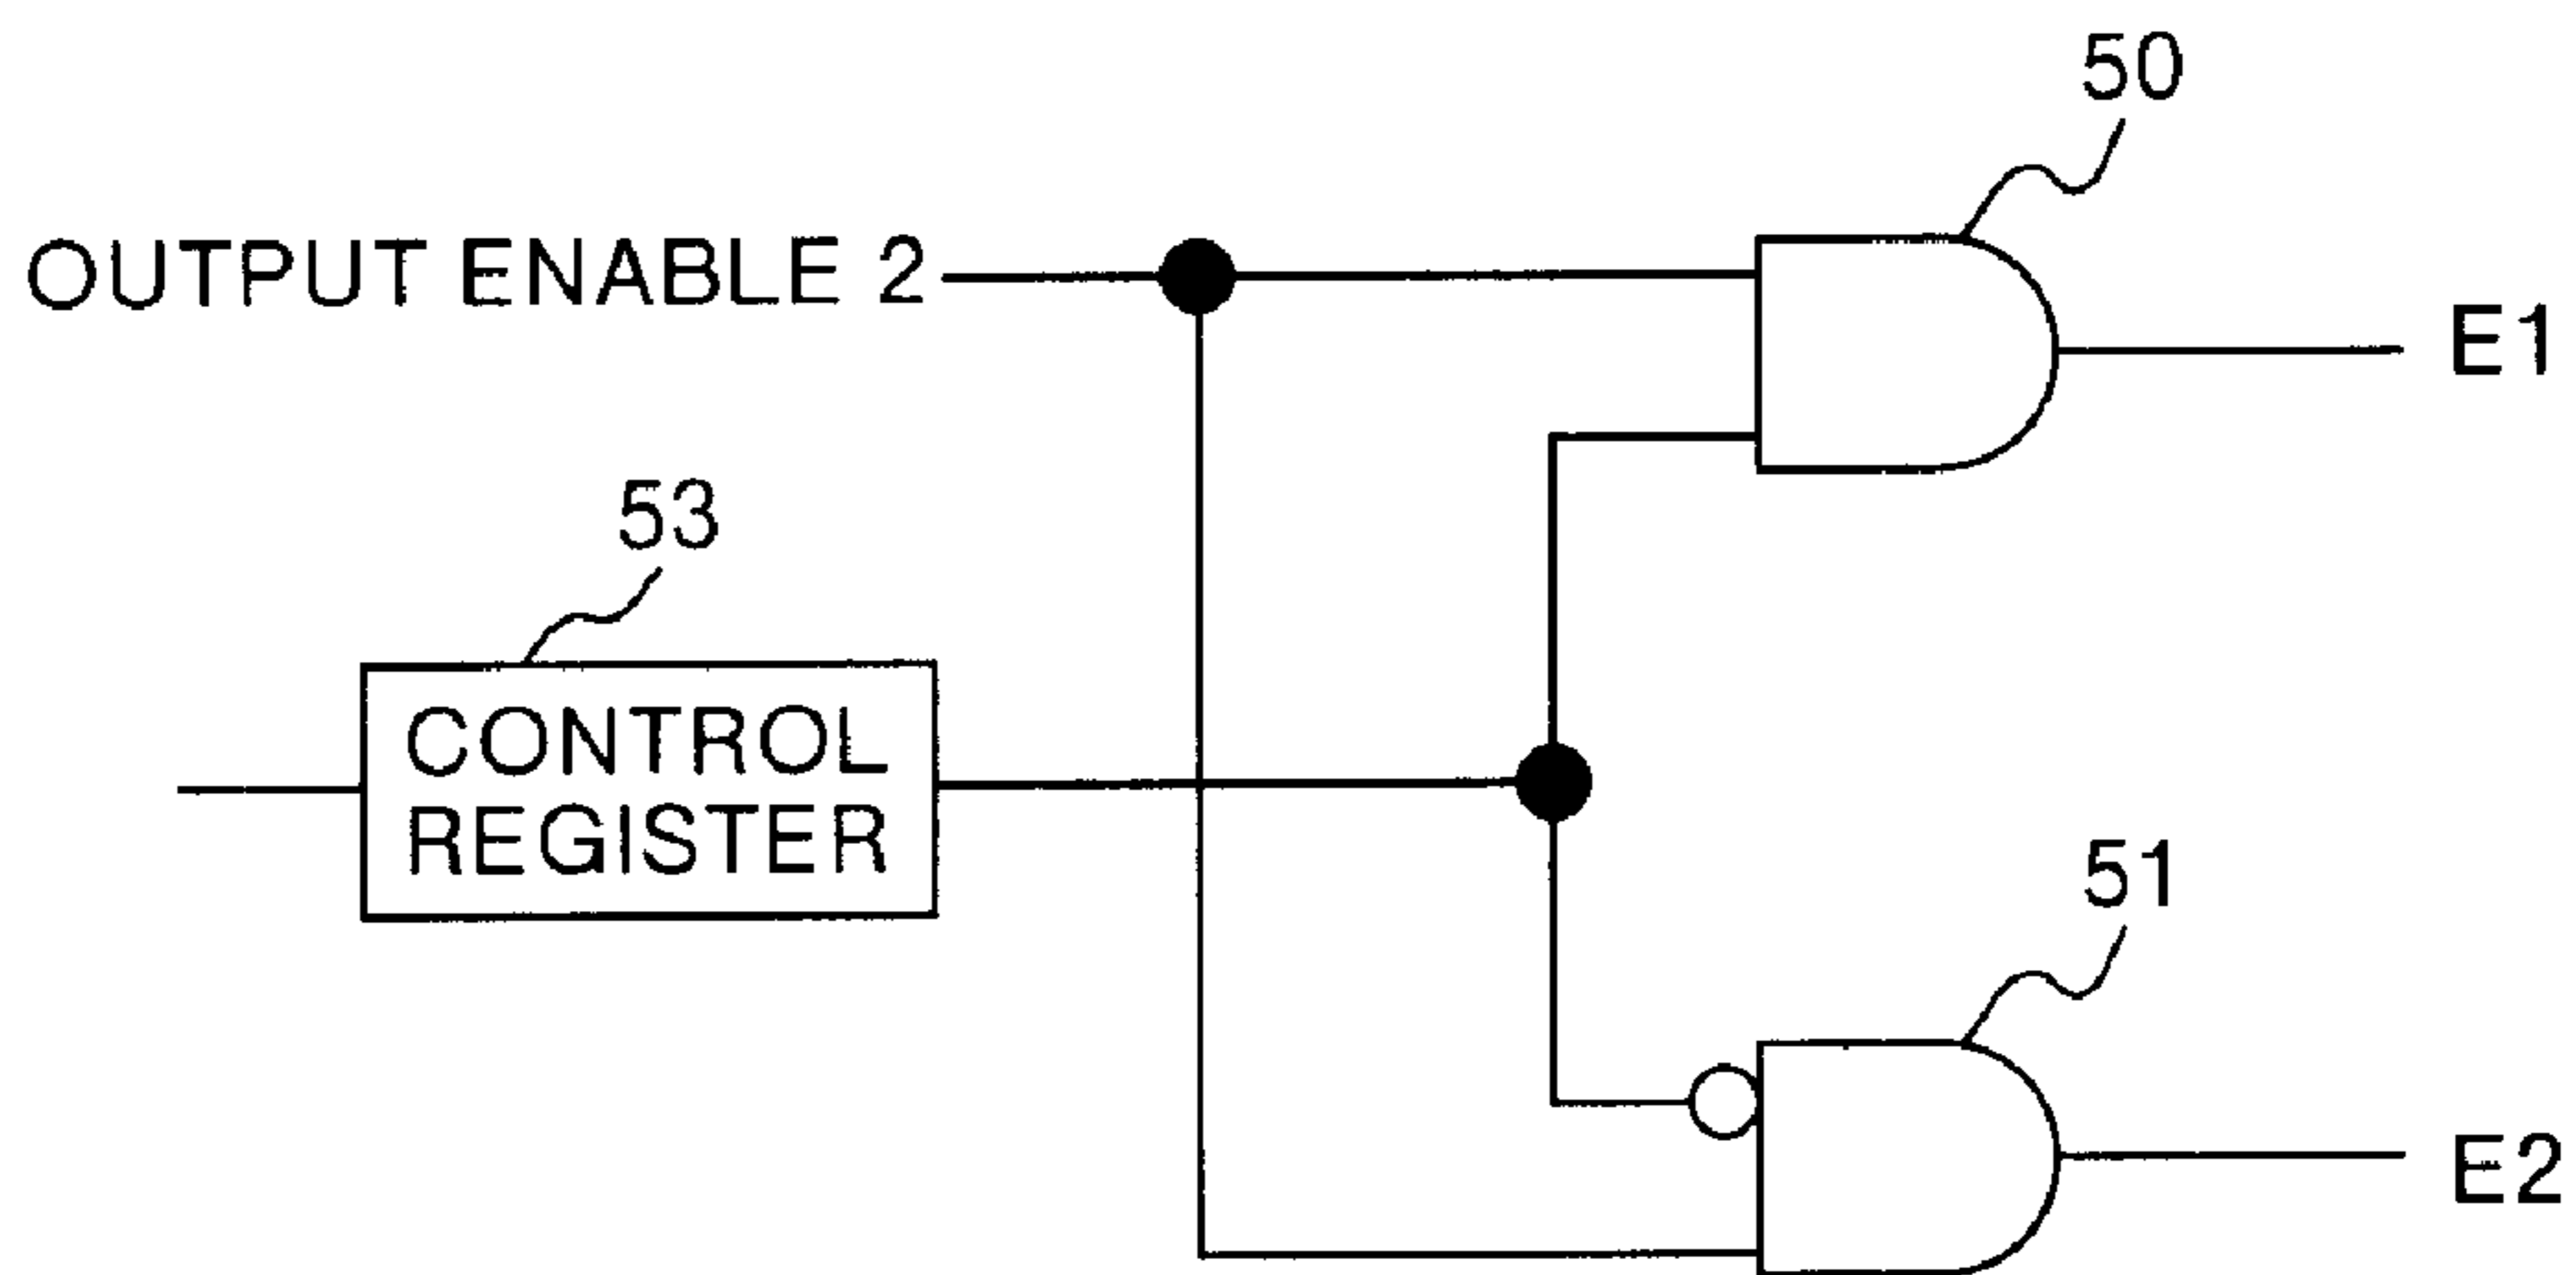 50
OUTPUT ENABLE 2
E1
53
CONTROL
REGISTER
51
E2